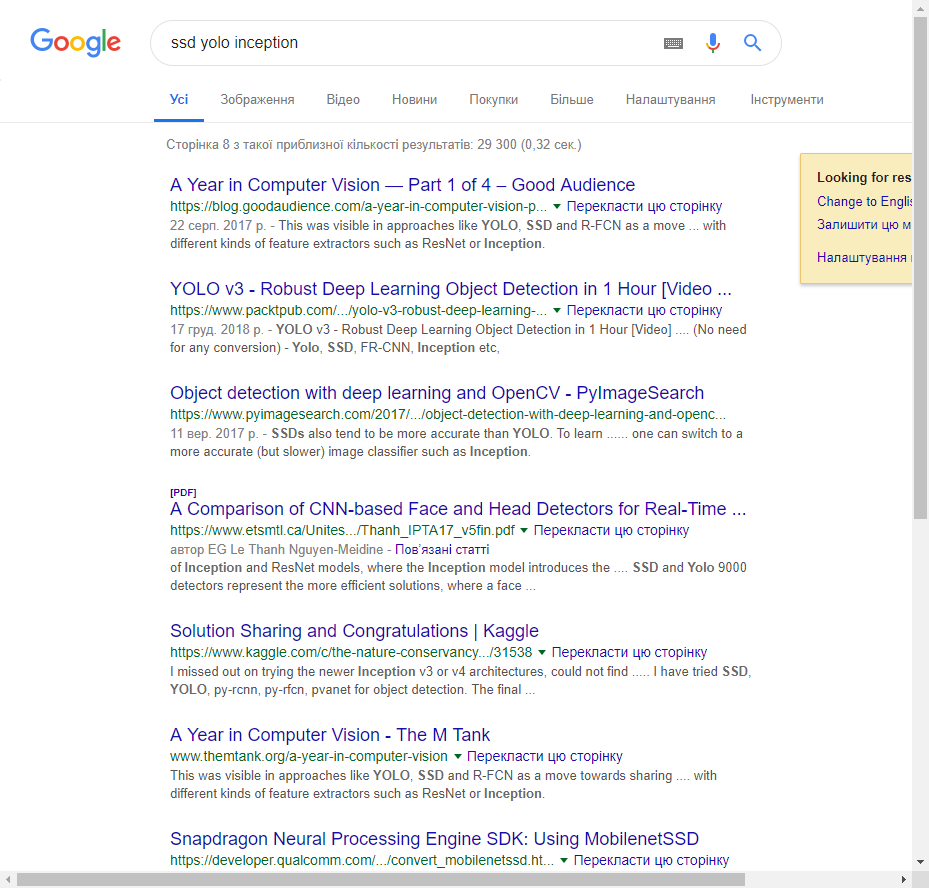 Google
ssd yolo inception
Усі Зображення Відео Новини Покупки Більше Налаштування Інструменти
Сторінка 8 з такої приблизної кількості результатів: 29 300 (0,32 сек.)
Looking for res
Change to Englis
Залишити цю м
Налаштування
A Year in Computer Vision — Part 1 of 4 – Good Audience
https://blog.goodaudience.com/a-year-in-computer-vision-p... Перекласти цю сторінку
22 серп. 2017 р. - This was visible in approaches like YOLO, SSD and R-FCN as a move ... with
different kinds of feature extractors such as ResNet or Inception.
YOLO v3 - Robust Deep Learning Object Detection in 1 Hour [Video ...
https://www.packtpub.com/.../yolo-v3-robust-deep-learning-... Перекласти цю сторінку
17 груд. 2018 р. - YOLO v3 - Robust Deep Learning Object Detection in 1 Hour [Video] .... (No need
for any conversion) - Yolo, SSD, FR-CNN, Inception etc,
Object detection with deep learning and OpenCV - PyImageSearch
https://www.pyimagesearch.com/2017/.../object-detection-with-deep-learning-and-openc...
11 вер. 2017 р. - SSDs also tend to be more accurate than YOLO. To learn ...... one can switch to a
more accurate (but slower) image classifier such as Inception.
[PDF]
A Comparison of CNN-based Face and Head Detectors for Real-Time ...
https://www.etsmtl.ca/Unites.../Thanh_IPTA17_v5fin.pdf Перекласти цю сторінку
автор EG Le Thanh Nguyen-Meidine - Пов'язані статті
of Inception and ResNet models, where the Inception model introduces the .... SSD and Yolo 9000
detectors represent the more efficient solutions, where a face ...
Solution Sharing and Congratulations | Kaggle
https://www.kaggle.com/c/the-nature-conservancy.../31538 Перекласти цю сторінку
I missed out on trying the newer Inception v3 or v4 architectures, could not find ..... I have tried SSD,
YOLO, py-rcnn, py-rfcn, pvanet for object detection. The final ...
A Year in Computer Vision - The M Tank
www.themtank.org/a-year-in-computer-vision Перекласти цю сторінку
This was visible in approaches like YOLO, SSD and R-FCN as a move towards sharing .... with
different kinds of feature extractors such as ResNet or Inception.
Snapdragon Neural Processing Engine SDK: Using MobilenetSSD
https://developer.qualcomm.com/.../convert_mobilenetssd.ht... Перекласти цю сторінку